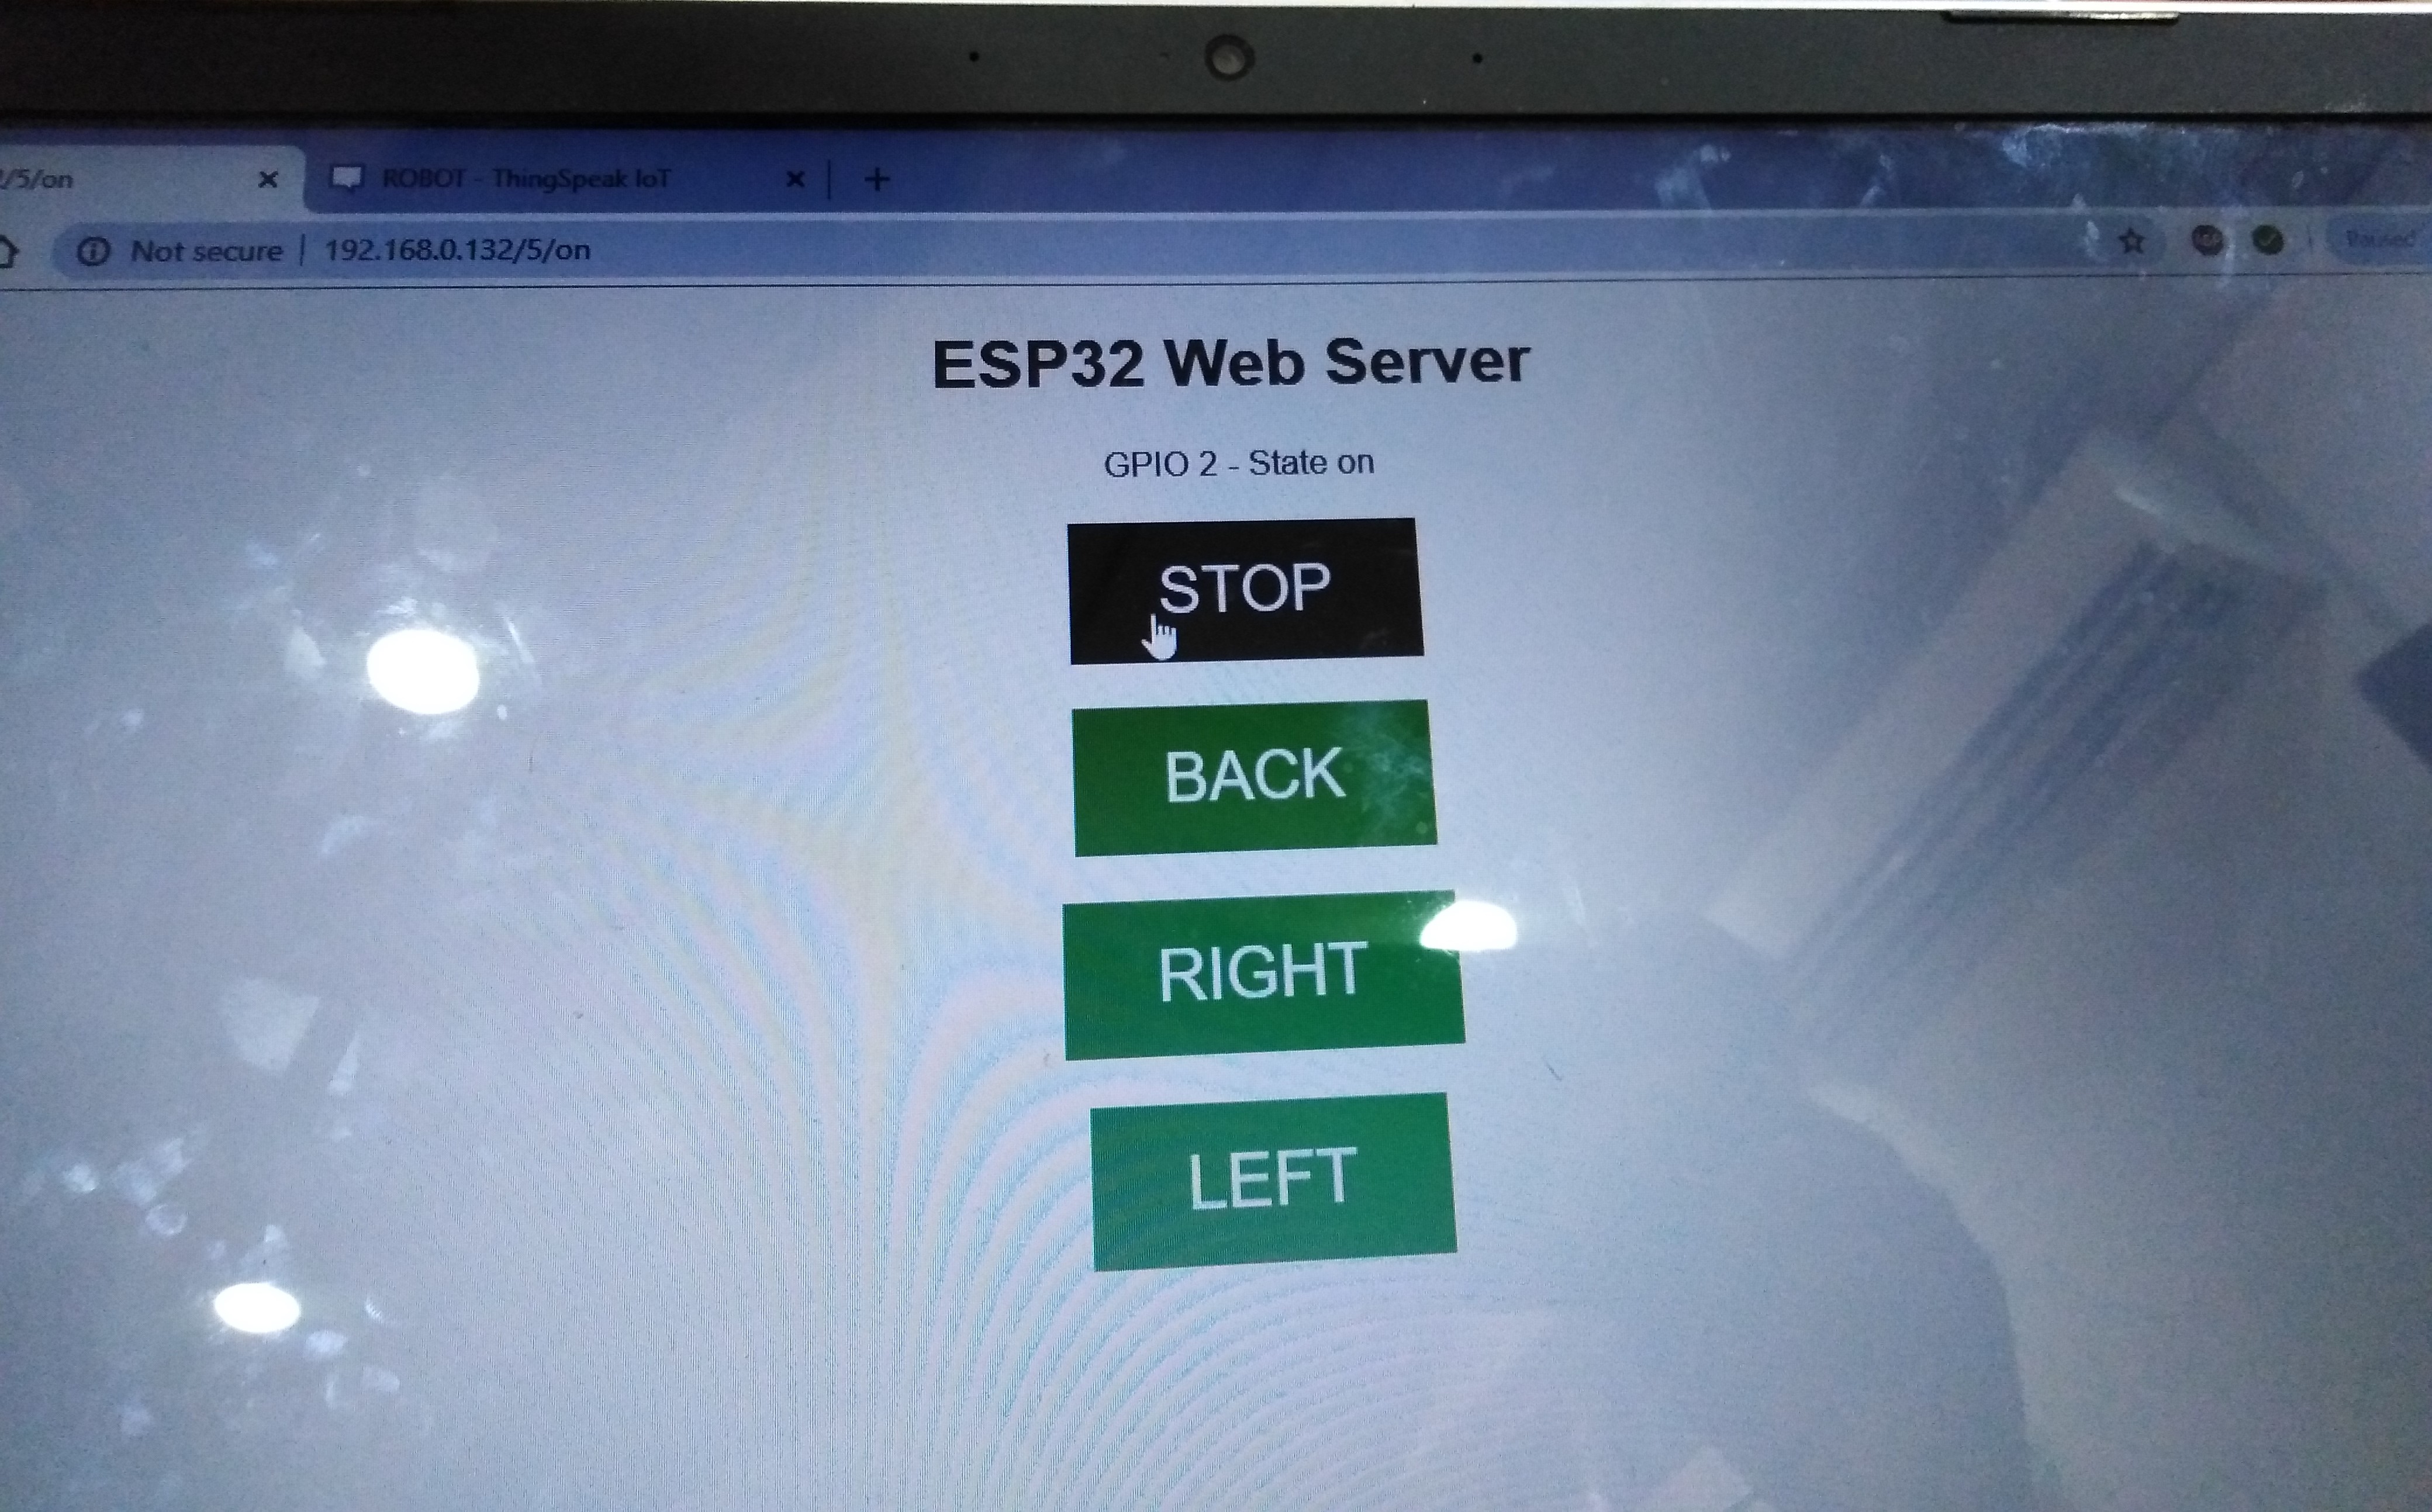 /5/on
ROBOT - ThingSpeak IoT
Not secure | 192.168.0.132/5/on
Paused
ESP32 Web Server
GPIO 2 - State on
STOP
BACK
RIGHT
LEFT